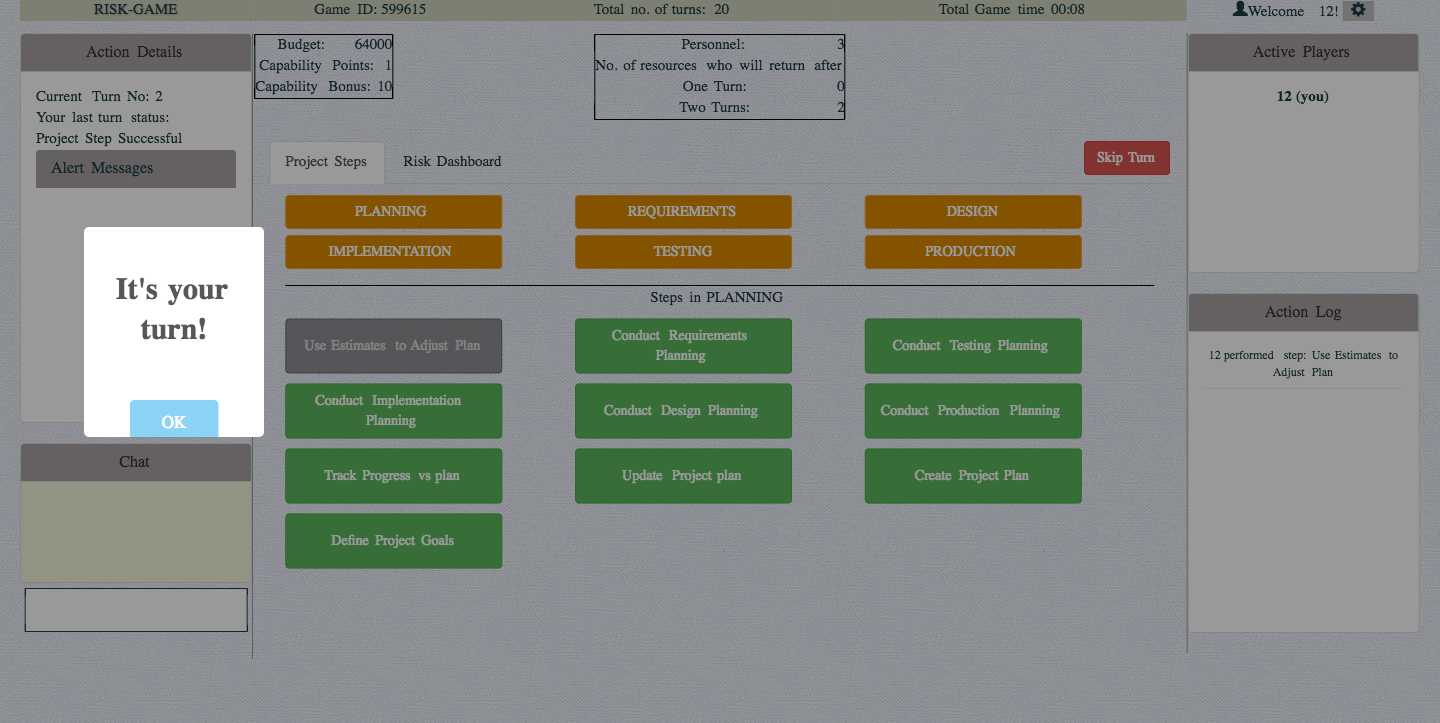 RISK-GAME
Game ID: 599615
Total no. of turns: 20
Total Game time 00:08
Welcome 12!
Action Details
Current Turn No: 2
Your last turn status:
Project Step Successful
Alert Messages
It's your
turn!
OK
Chat
Budget: 64000
Capability Points: 1
Capability Bonus: 10
Personnel: 3
No. of resources who will return after
One Turn: 0
Two Turns: 2
Project Steps
Risk Dashboard
Skip Turn
PLANNING
REQUIREMENTS
DESIGN
IMPLEMENTATION
TESTING
PRODUCTION
Steps in PLANNING
Use Estimates to Adjust Plan
Conduct Requirements
Planning
Conduct Testing Planning
Conduct Implementation
Planning
Conduct Design Planning
Conduct Production Planning
Track Progress vs plan
Update Project plan
Create Project Plan
Define Project Goals
Active Players
12 (you)
Action Log
12 performed step: Use Estimates to
Adjust Plan